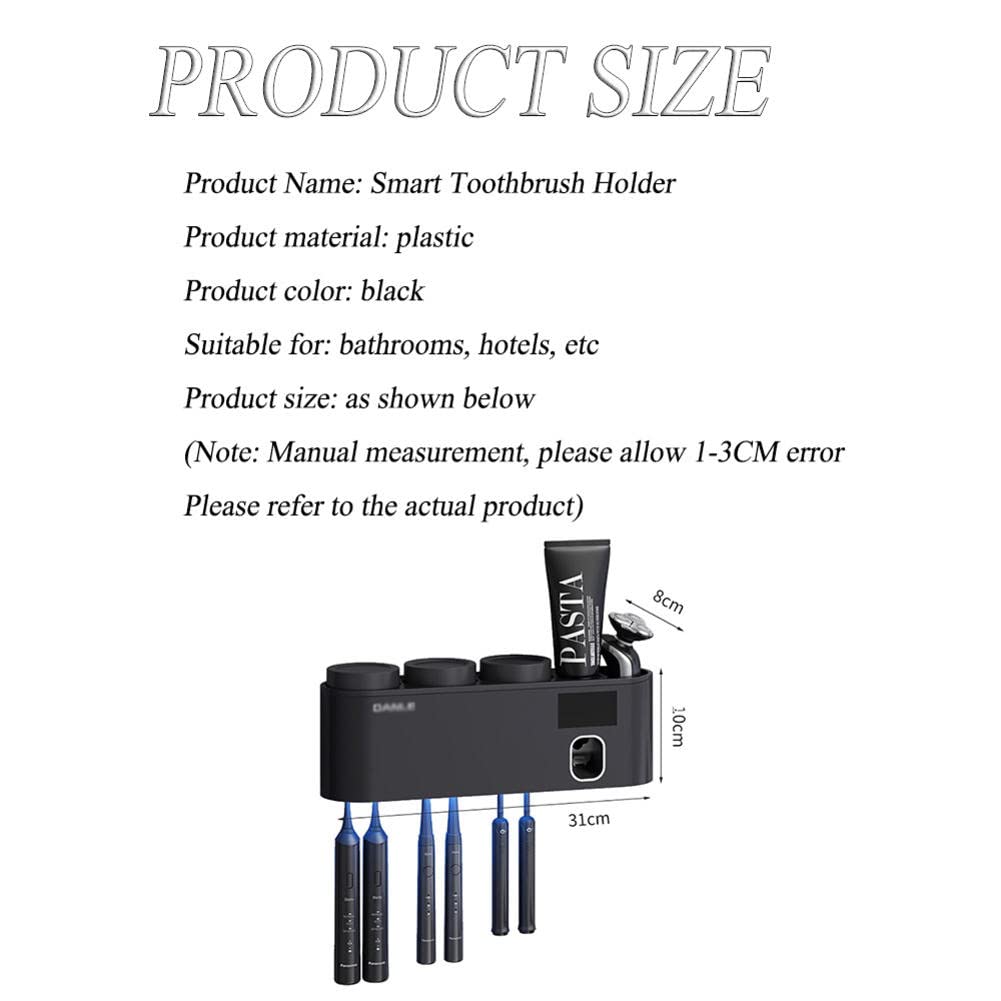 PRODUCT SIZE
Product Name: Smart Toothbrush Holder
Product material: plastic
Product color: black
Suitable for: bathrooms, hotels, etc
Product size: as shown below
(Note: Manual measurement, please allow 1-3CM error
Please refer to the actual product)
PASTA
8cm
DANLE
10cm
31cm